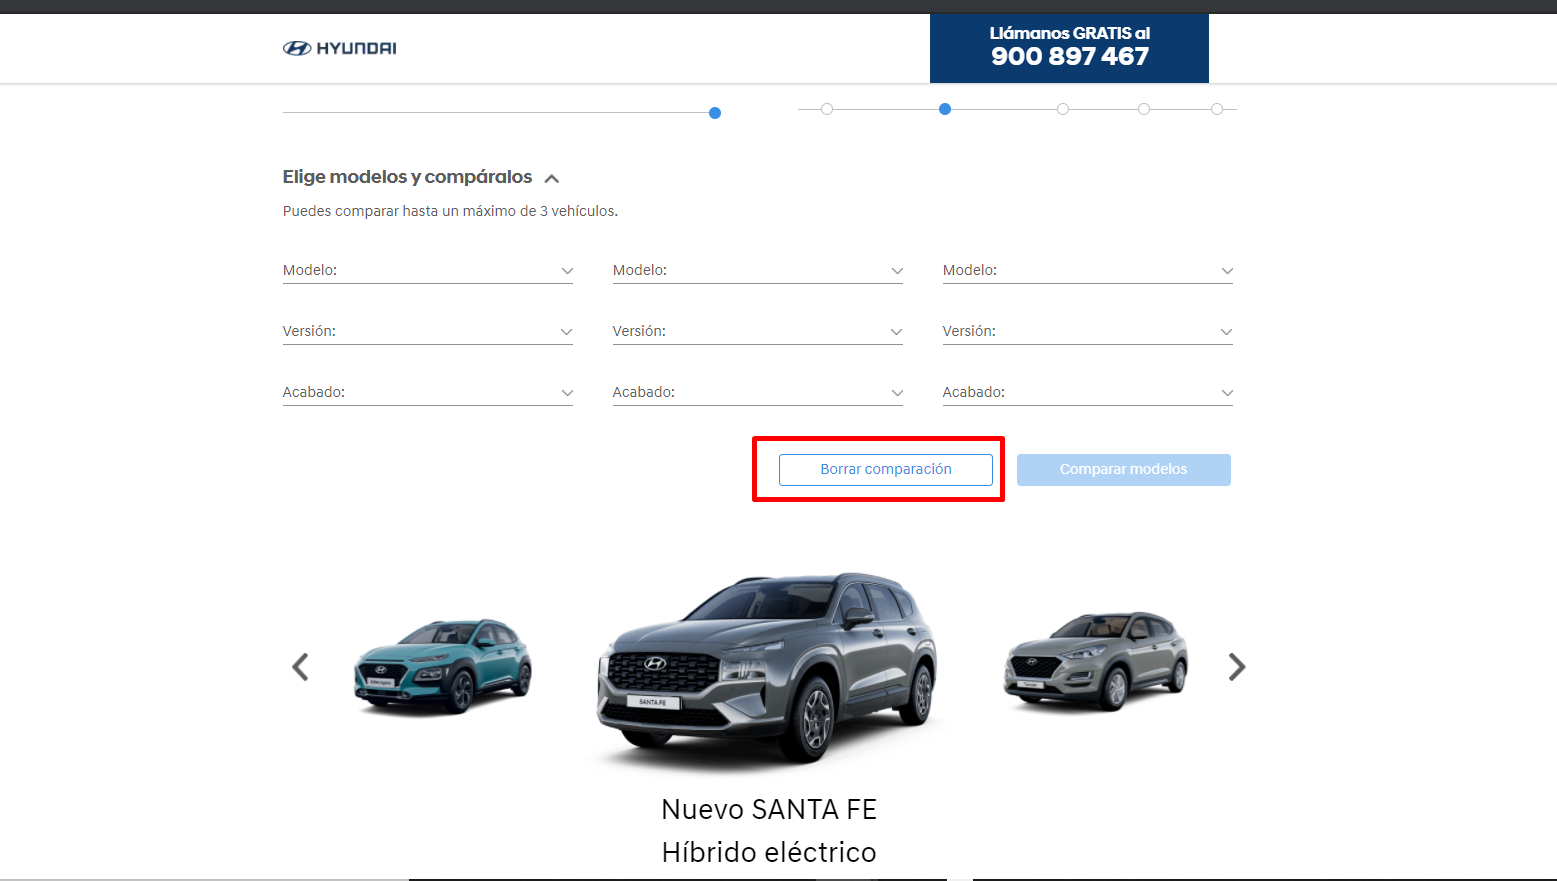 HYUNDAI
Llámanos GRATIS al
900 897 467
Elige modelos y compáralos
Puedes comparar hasta un máximo de 3 vehículos.
Modelo: Modelo: Modelo:
Versión: Versión: Versión:
Acabado: Acabado: Acabado:
Borrar comparación Comparar modelos
SANTA FE
Nuevo SANTA FE
Híbrido eléctrico